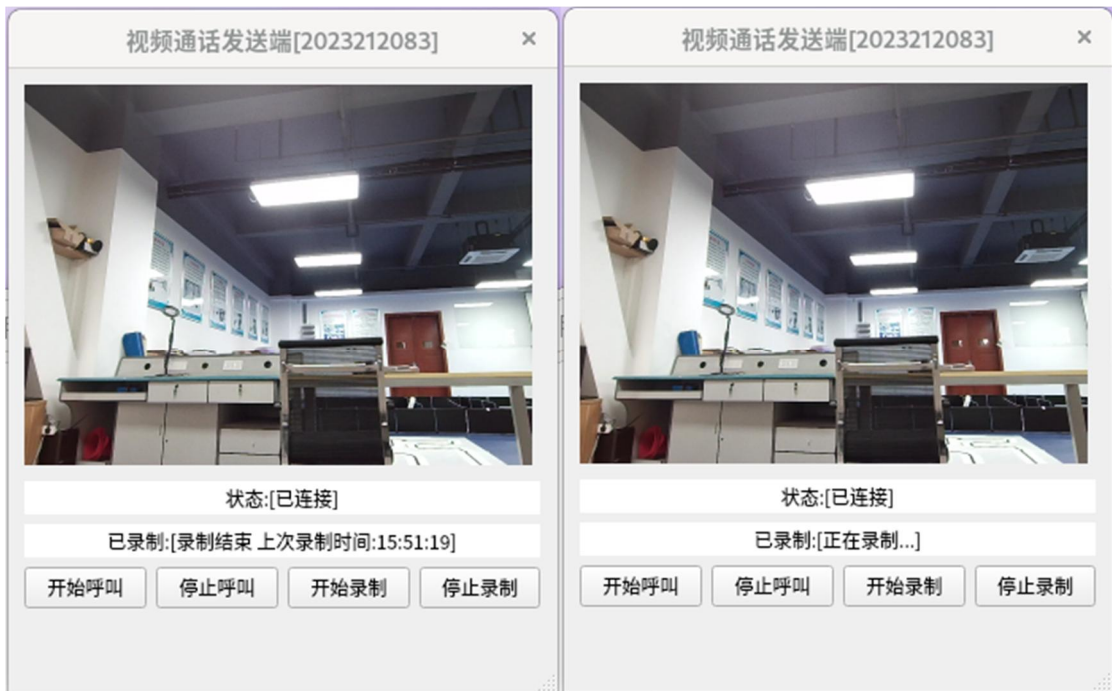 视频通话发送端[2023212083]
状态:[已连接]
已录制:[录制结束 上次录制时间:15:51:19]
开始呼叫 停止呼叫 开始录制 停止录制
视频通话发送端[2023212083]
状态:[已连接]
已录制:[正在录制...]
开始呼叫 停止呼叫 开始录制 停止录制